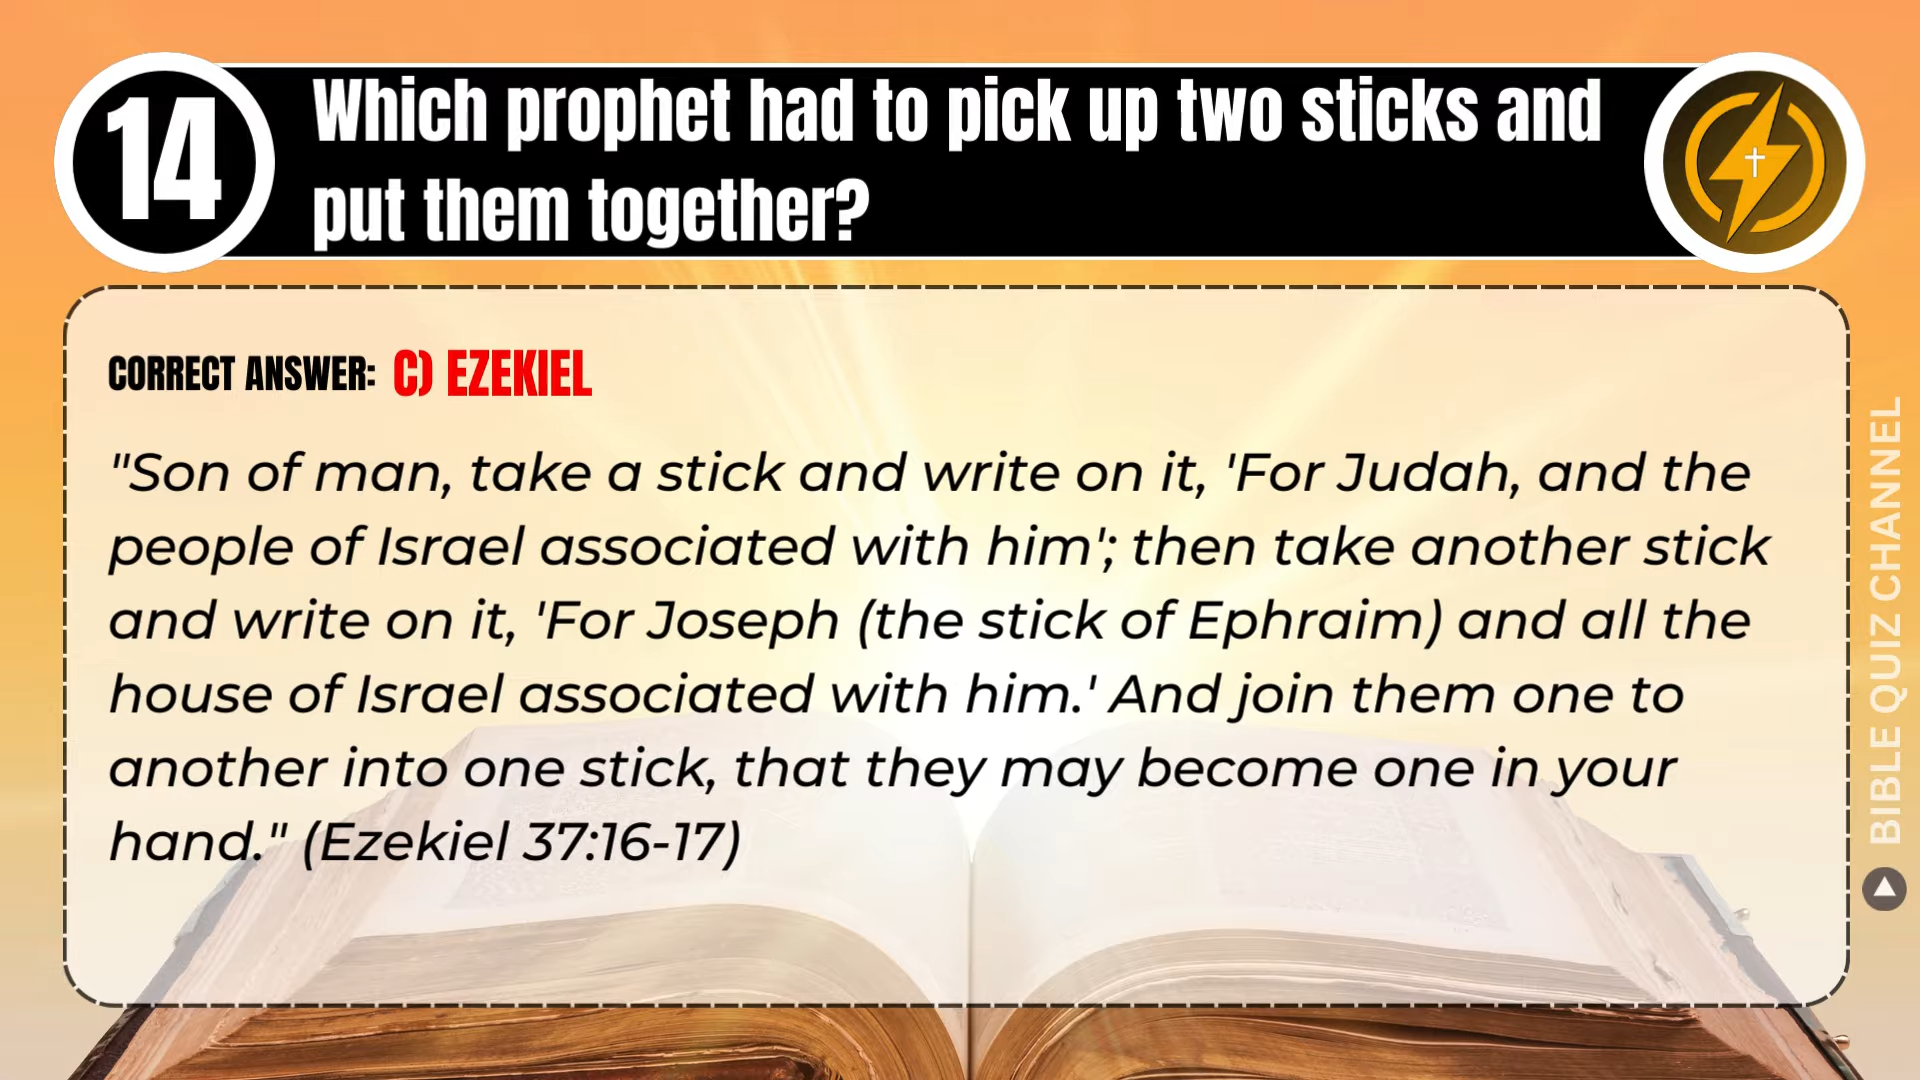 14
Which prophet had to pick up two sticks and
put them together?
CORRECT ANSWER: C) EZEKIEL
"Son of man, take a stick and write on it, 'For Judah, and the
people of Israel associated with him'; then take another stick
and write on it, 'For Joseph (the stick of Ephraim) and all the
house of Israel associated with him.' And join them one to
another into one stick, that they may become one in your
hand." (Ezekiel 37:16-17)
BIBLE QUIZ CHANNEL